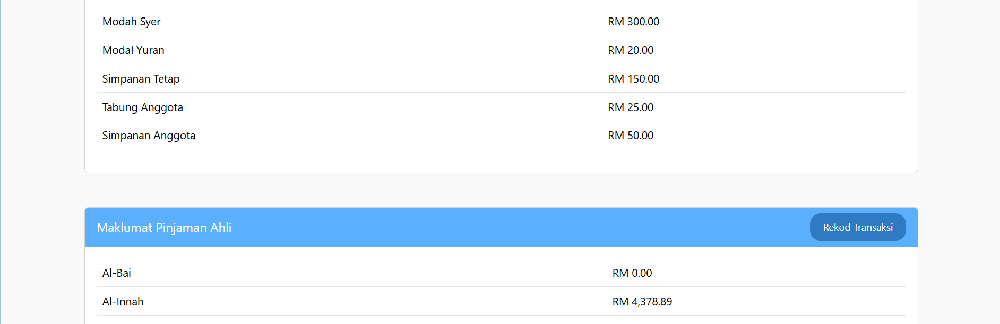 Modah Syer RM 300.00
Modal Yuran RM 20.00
Simpanan Tetap RM 150.00
Tabung Anggota RM 25.00
Simpanan Anggota RM 50.00
Maklumat Pinjaman Ahli Rekod Transaksi
Al-Bai RM 0.00
Al-Innah RM 4,378.89